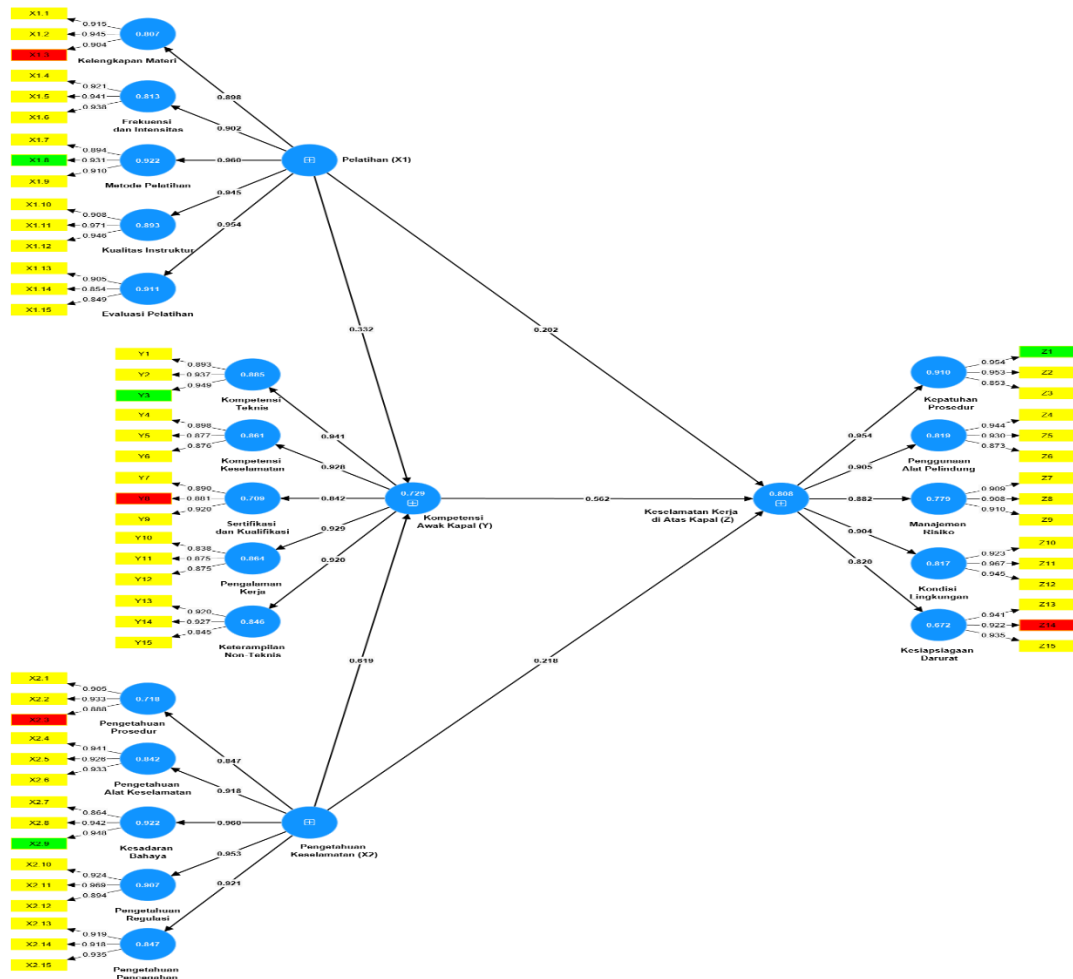 X1.1
X1.2
X1.3
0.915
0.945
0.904
0.807
Kelengkapan Materi
X1.4
X1.5
X1.6
0.921
0.941
0.938
0.813
Frekuensi
dan Intensitas
X1.7
X1.8
X1.9
0.894
0.931
0.910
0.922
Metode Pelatihan
X1.10
X1.11
X1.12
0.908
0.971
0.946
0.893
Kualitas Instruktur
X1.13
X1.14
X1.15
0.905
0.854
0.849
0.911
Evaluasi Pelatihan
0.898
0.902
0.960
0.945
0.954
Pelatihan (X1)
0.332
0.202
Y1
Y2
Y3
0.893
0.937
0.949
0.885
Kompetensi
Teknis
Y4
Y5
Y6
0.898
0.877
0.876
0.861
Kompetensi
Keselamatan
Y7
Y8
Y9
0.890
0.881
0.920
0.709
Sertifikasi
dan Kualifikasi
Y10
Y11
Y12
0.838
0.875
0.875
0.864
Pengalaman
Kerja
Y13
Y14
Y15
0.920
0.927
0.845
0.846
Keterampilan
Non-Teknis
0.941
0.928
0.842
0.929
0.920
0.729
Kompetensi
Awak Kapal (Y)
0.562
0.619
0.218
0.808
Keselamatan Kerja
di Atas Kapal (Z)
0.954
0.905
0.882
0.904
0.820
0.910
Kepatuhan
Prosedur
0.954
0.953
0.853
Z1
Z2
Z3
0.819
Penggunaan
Alat Pelindung
0.944
0.930
0.873
Z4
Z5
Z6
0.779
Manajemen
Risiko
0.909
0.908
0.910
Z7
Z8
Z9
0.817
Kondisi
Lingkungan
0.923
0.967
0.945
Z10
Z11
Z12
0.672
Kesiapsiagaan
Darurat
0.941
0.922
0.935
Z13
Z14
Z15
X2.1
X2.2
X2.3
0.905
0.933
0.888
0.718
Pengetahuan
Prosedur
X2.4
X2.5
X2.6
0.941
0.926
0.933
0.842
Pengetahuan
Alat Keselamatan
X2.7
X2.8
X2.9
0.864
0.942
0.948
0.922
Kesadaran
Bahaya
X2.10
X2.11
X2.12
0.924
0.969
0.894
0.907
Pengetahuan
Regulasi
X2.13
X2.14
X2.15
0.919
0.918
0.935
0.847
Pengetahuan
Pencegahan
0.847
0.918
0.960
0.953
0.921
Pengetahuan
Keselamatan (X2)